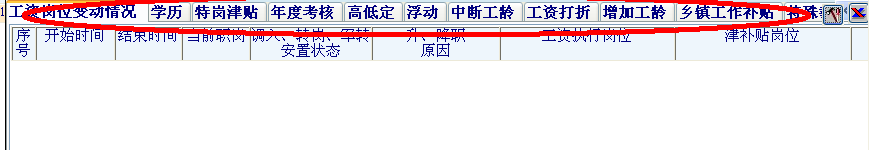 1 工资岗位变动情况 学历 特岗津贴 年度考核 高低定 浮动 中断工龄 工资打折 增加工龄 乡镇工作补贴 特殊
序号 开始时间 结束时间 当前职岗 调入、转岗、军转安置状态 升、降职原因 工资执行岗位 津补贴岗位